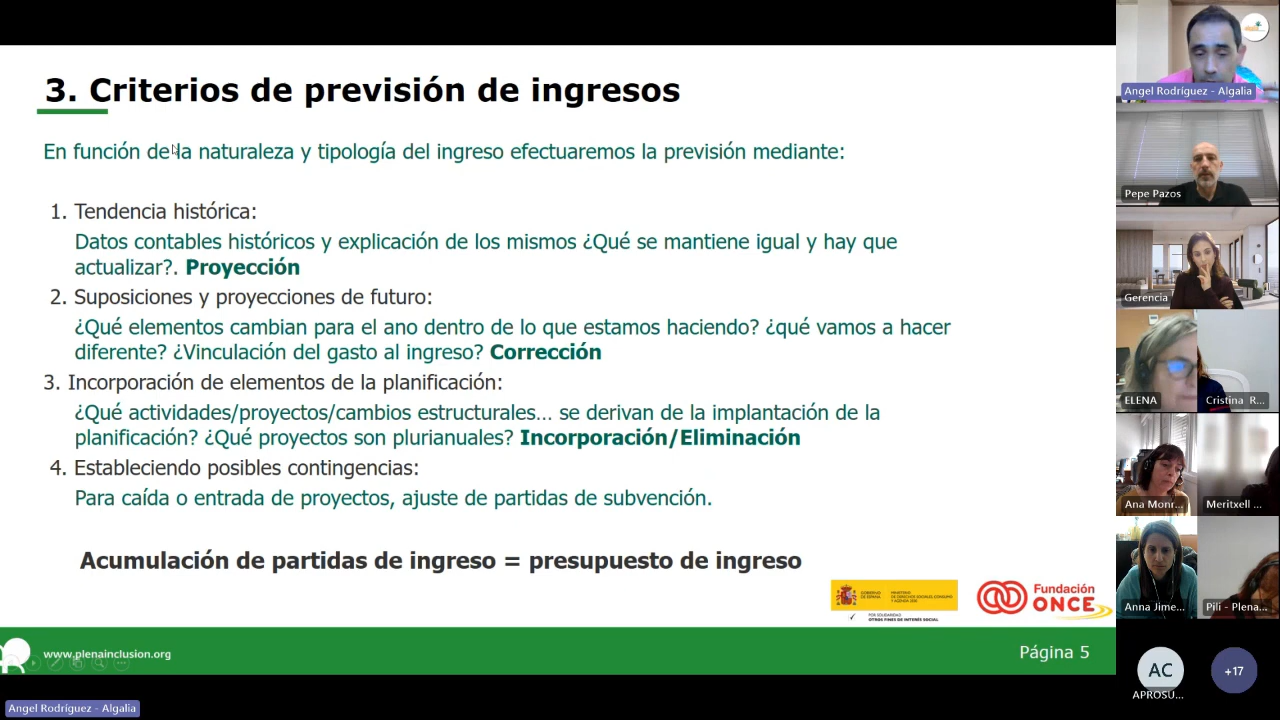 3. Criterios de previsión de ingresos
En función de la naturaleza y tipología del ingreso efectuaremos la previsión mediante:
1. Tendencia histórica:
Datos contables históricos y explicación de los mismos ¿Qué se mantiene igual y hay que
actualizar?. Proyección
2. Suposiciones y proyecciones de futuro:
¿Qué elementos cambian para el ano dentro de lo que estamos haciendo? ¿qué vamos a hacer
diferente? ¿Vinculación del gasto al ingreso? Corrección
3. Incorporación de elementos de la planificación:
¿Qué actividades/proyectos/cambios estructurales... se derivan de la implantación de la
planificación? ¿Qué proyectos son plurianuales? Incorporación/Eliminación
4. Estableciendo posibles contingencias:
Para caída o entrada de proyectos, ajuste de partidas de subvención.
Acumulación de partidas de ingreso = presupuesto de ingreso
GOBIERNO
DE ESPAÑA
MINISTERIO
DE DERECHOS SOCIALES, CONSUMO
Y AGENDA 2030
POR SOLIDARIDAD
OTROS FINES DE INTERÉS SOCIAL
Fundación
ONCE
www.plenainclusion.org
Página 5
Angel Rodríguez - Algalia
Angel Rodríguez - Algalia
Pepe Pazos
Gerencia
ELENA
Cristina R...
Ana Monr...
Meritxell ...
Anna Jime...
Pili - Plena...
AC
APROSU...
+17